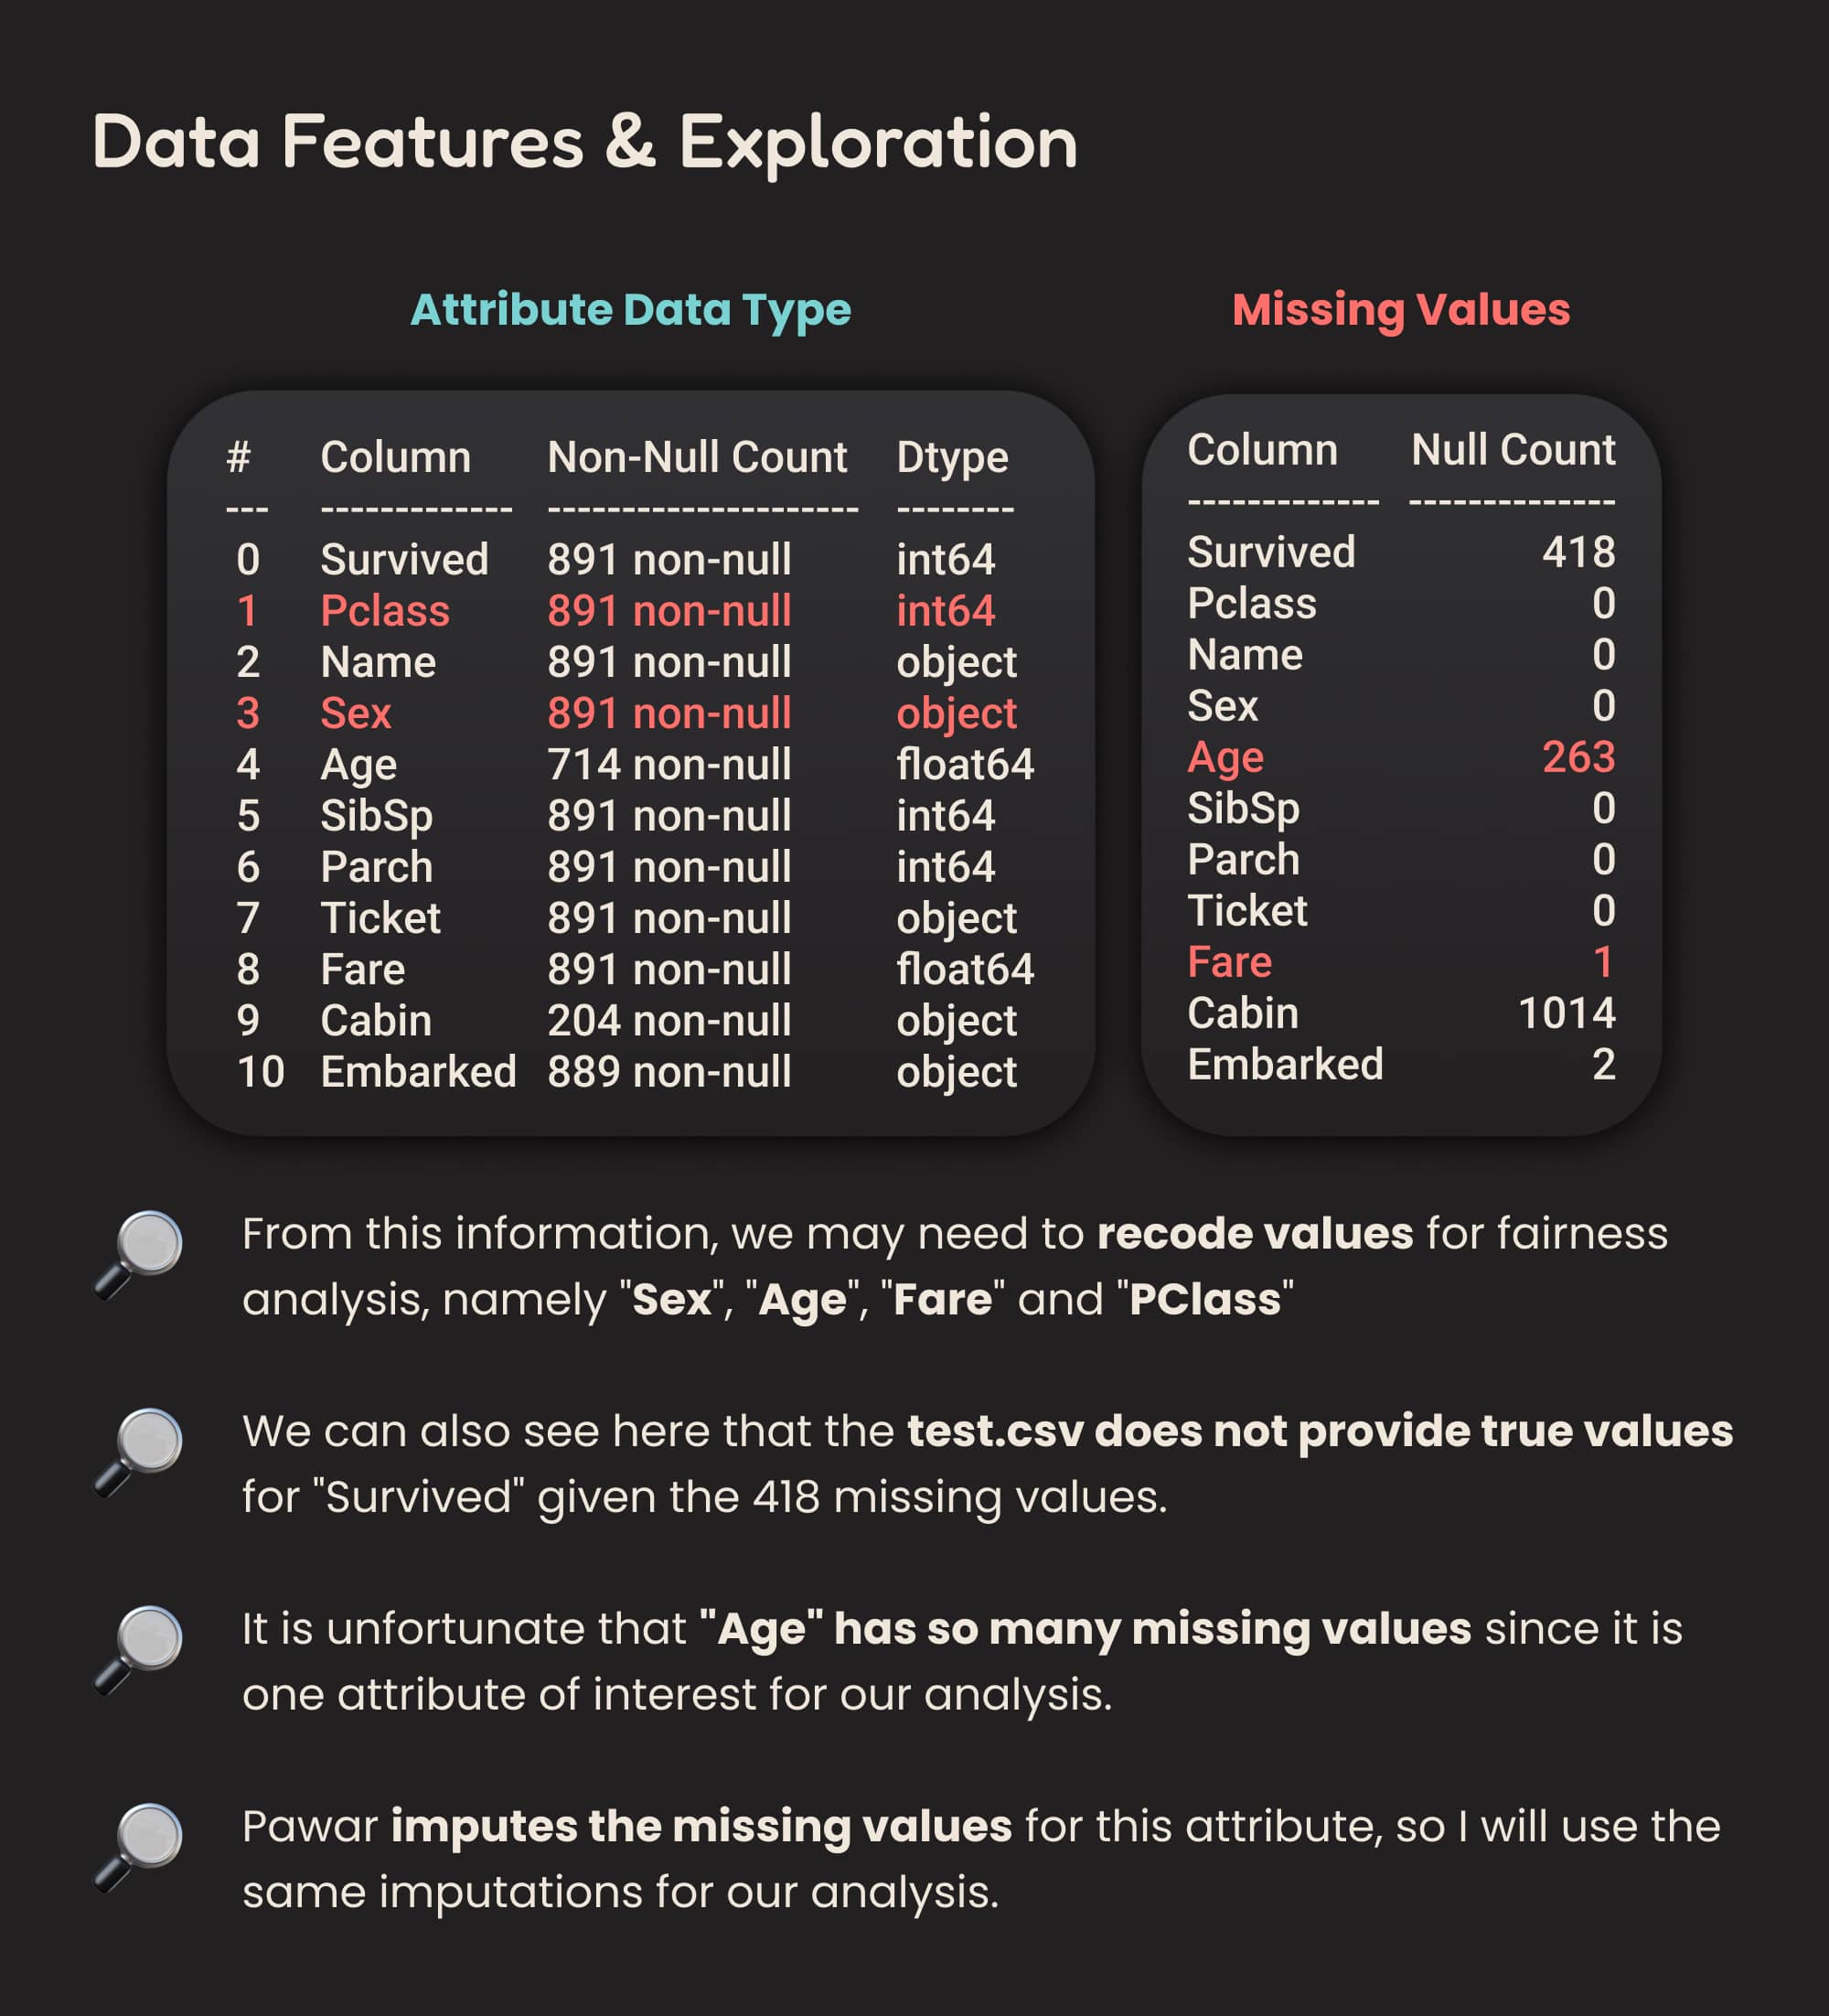 Data Features & Exploration
Attribute Data Type
# Column Non-Null Count Dtype
--- ------------- --------------------- --------
0 Survived 891 non-null int64
1 Pclass 891 non-null int64
2 Name 891 non-null object
3 Sex 891 non-null object
4 Age 714 non-null float64
5 SibSp 891 non-null int64
6 Parch 891 non-null int64
7 Ticket 891 non-null object
8 Fare 891 non-null float64
9 Cabin 204 non-null object
10 Embarked 889 non-null object
Missing Values
Column Null Count
------------- --------------
Survived 418
Pclass 0
Name 0
Sex 0
Age 263
SibSp 0
Parch 0
Ticket 0
Fare 1
Cabin 1014
Embarked 2
From this information, we may need to recode values for fairness
analysis, namely "Sex", "Age", "Fare" and "PClass"
We can also see here that the test.csv does not provide true values
for "Survived" given the 418 missing values.
It is unfortunate that "Age" has so many missing values since it is
one attribute of interest for our analysis.
Pawar imputes the missing values for this attribute, so I will use the
same imputations for our analysis.